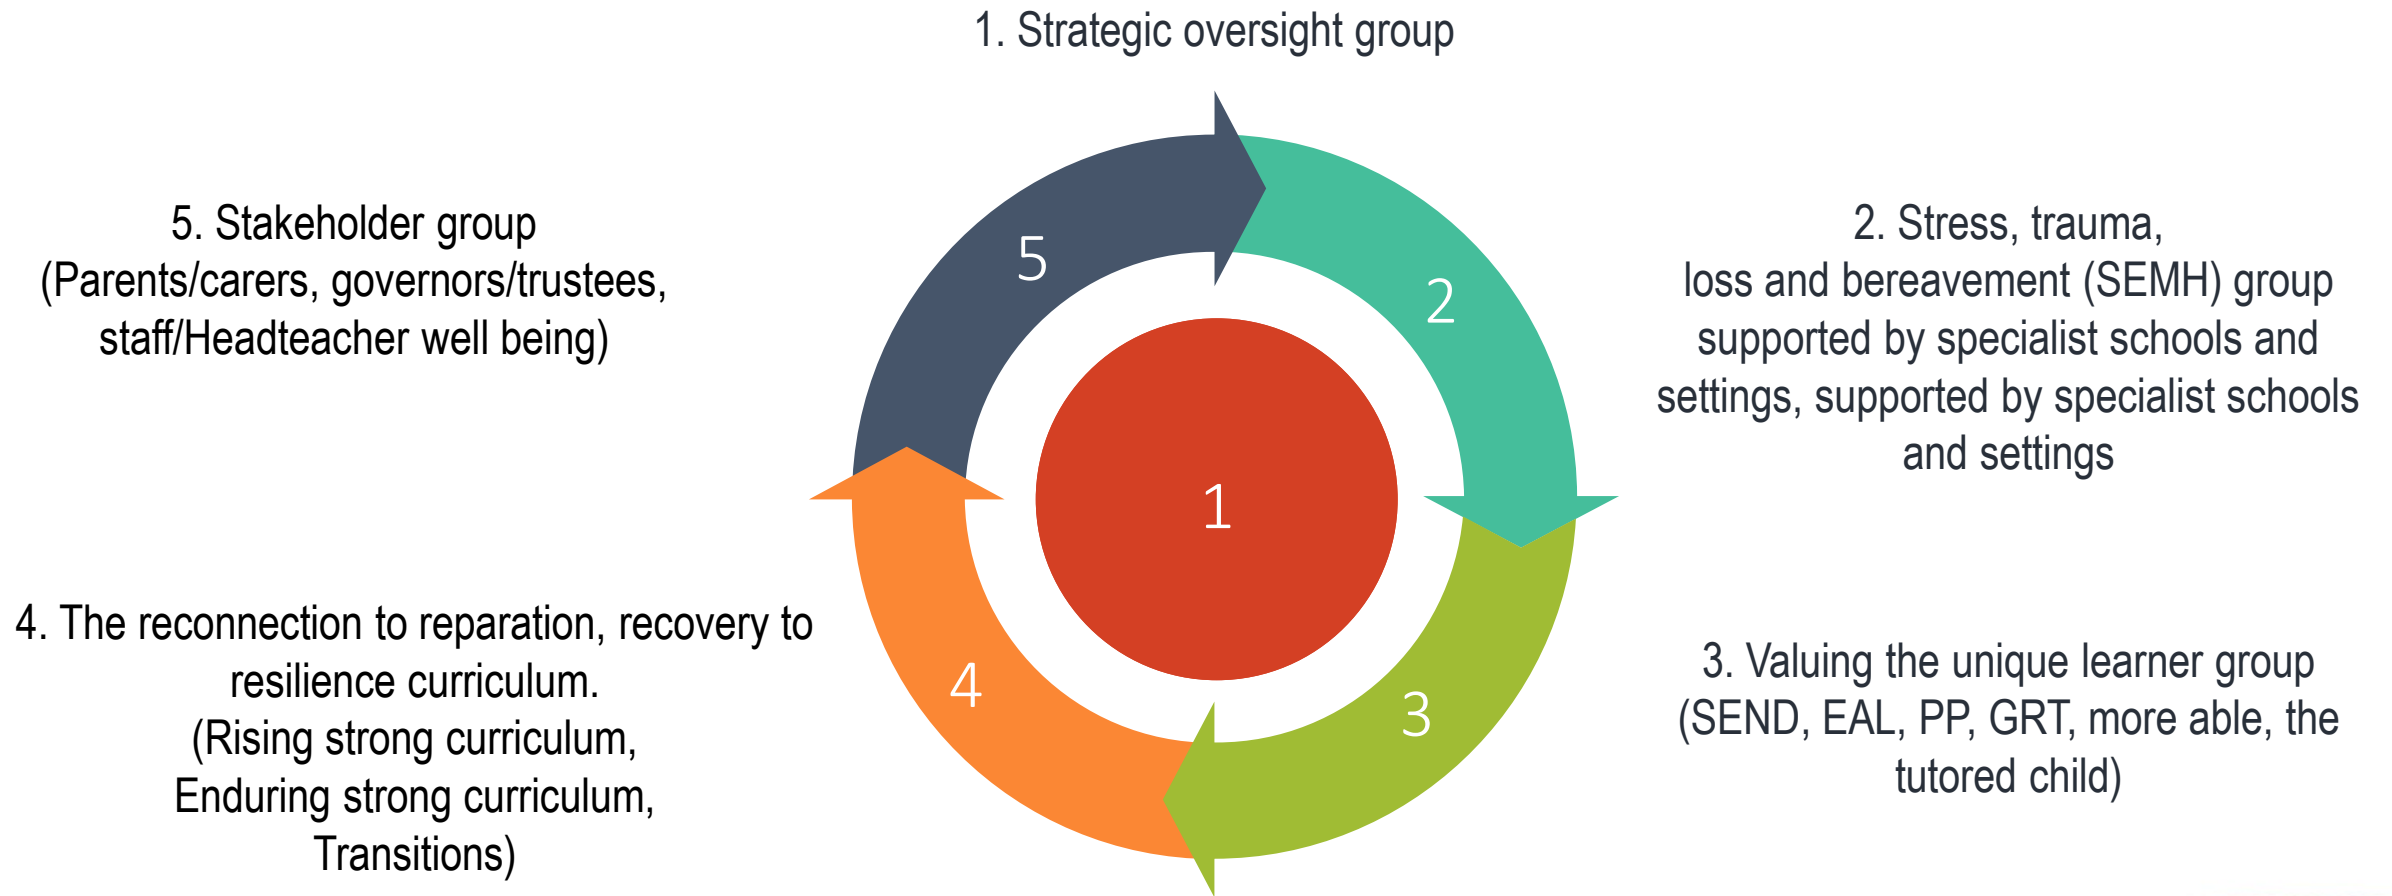 1. Strategic oversight group
5. Stakeholder group
(Parents/carers, governors/trustees,
staff/Headteacher well being)
2. Stress, trauma,
loss and bereavement (SEMH) group
supported by specialist schools and
settings, supported by specialist schools
and settings
5
2
1
4
3
4. The reconnection to reparation, recovery to
resilience curriculum.
(Rising strong curriculum,
Enduring strong curriculum,
Transitions)
3. Valuing the unique learner group
(SEND, EAL, PP, GRT, more able, the
tutored child)